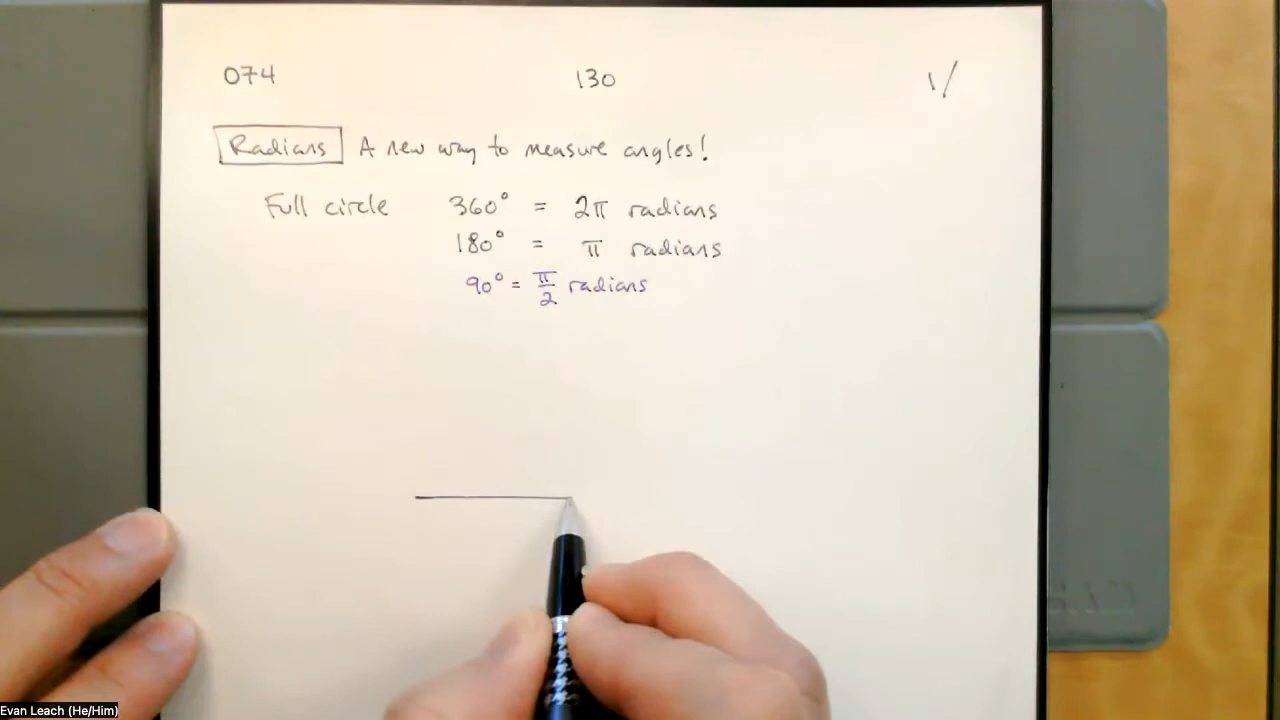 074 130 1/
Radians A new way to measure angles!
Full circle 360° = 2π radians
180° = π radians
90° = π/2 radians
Evan Leach (He/Him)